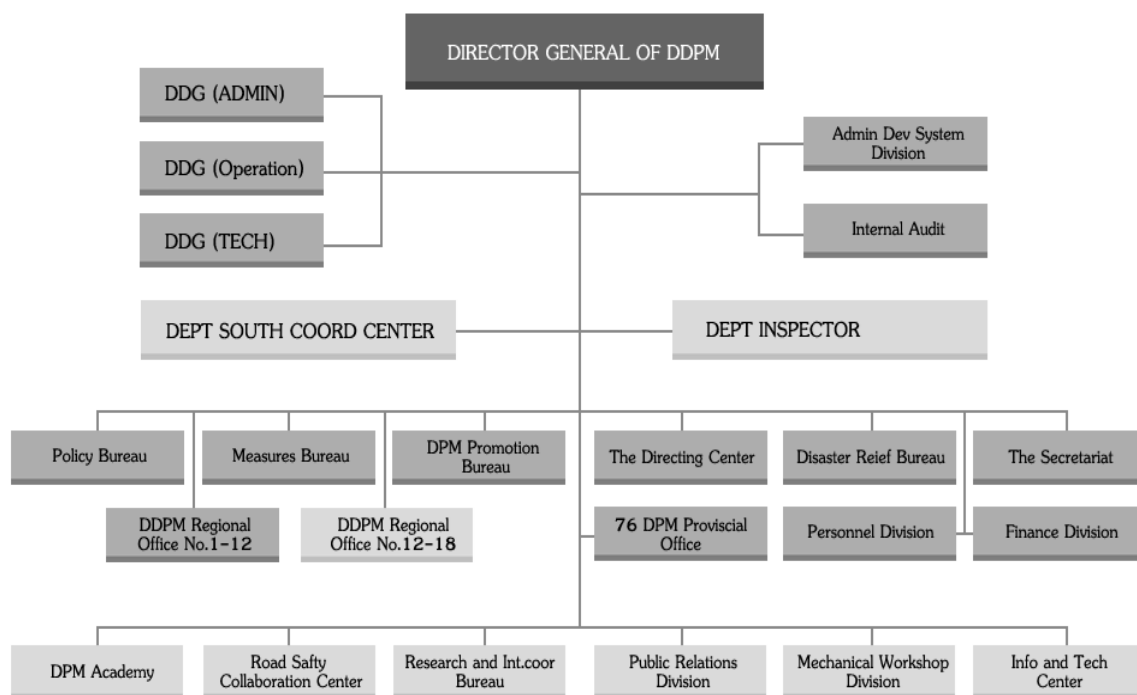 DIRECTOR GENERAL OF DDPM
DDG (ADMIN)
DDG (Operation)
DDG (TECH)
Admin Dev System
Division
Internal Audit
DEPT SOUTH COORD CENTER
DEPT INSPECTOR
Policy Bureau
Measures Bureau
DPM Promotion
Bureau
The Directing Center
Disaster Reief Bureau
The Secretariat
DDPM Regional
Office No.1-12
DDPM Regional
Office No.12-18
76 DPM Proviscial
Office
Personnel Division
Finance Division
DPM Academy
Road Safty
Collaboration Center
Research and Int.coor
Bureau
Public Relations
Division
Mechanical Workshop
Division
Info and Tech
Center